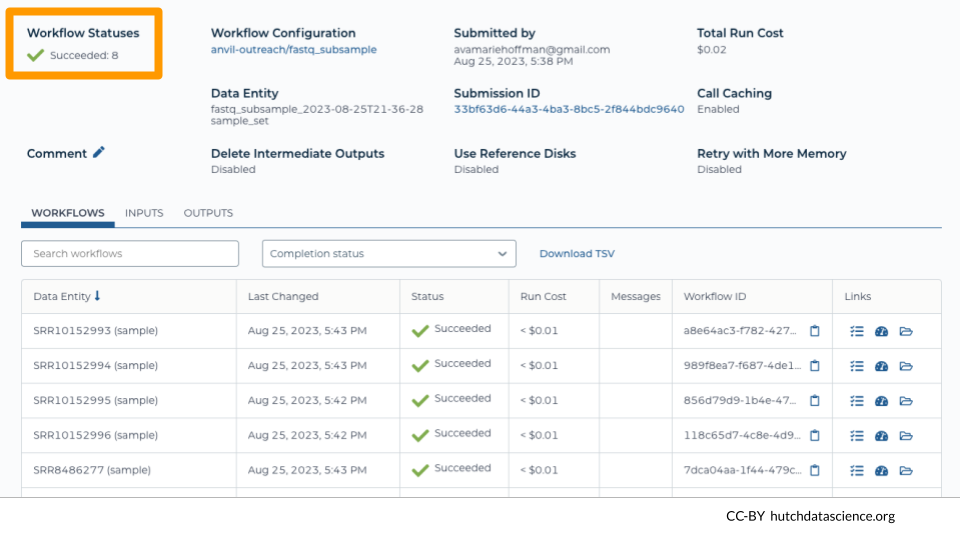 Workflow Statuses
Succeeded: 8
Workflow Configuration
anvil-outreach/fastq_subsample
Submitted by
avamariehoffman@gmail.com
Aug 25, 2023, 5:38 PM
Total Run Cost
$0.02
Data Entity
fastq_subsample_2023-08-25T21-36-28
sample_set
Submission ID
33bf63d6-44a3-4ba3-8bc5-2f844bdc9640
Call Caching
Enabled
Comment
Delete Intermediate Outputs
Disabled
Use Reference Disks
Disabled
Retry with More Memory
Disabled
WORKFLOWS INPUTS OUTPUTS
Search workflows Completion status Download TSV
Data Entity Last Changed Status Run Cost Messages Workflow ID Links
SRR10152993 (sample) Aug 25, 2023, 5:43 PM Succeeded < $0.01 a8e64ac3-f782-427...
SRR10152994 (sample) Aug 25, 2023, 5:43 PM Succeeded < $0.01 989f8ea7-f687-4de1...
SRR10152995 (sample) Aug 25, 2023, 5:42 PM Succeeded < $0.01 856d79d9-1b4e-47...
SRR10152996 (sample) Aug 25, 2023, 5:42 PM Succeeded < $0.01 118c65d7-4c8e-4d9...
SRR8486277 (sample) Aug 25, 2023, 5:43 PM Succeeded < $0.01 7dca04aa-1f44-479c...
CC-BY hutchdatascience.org